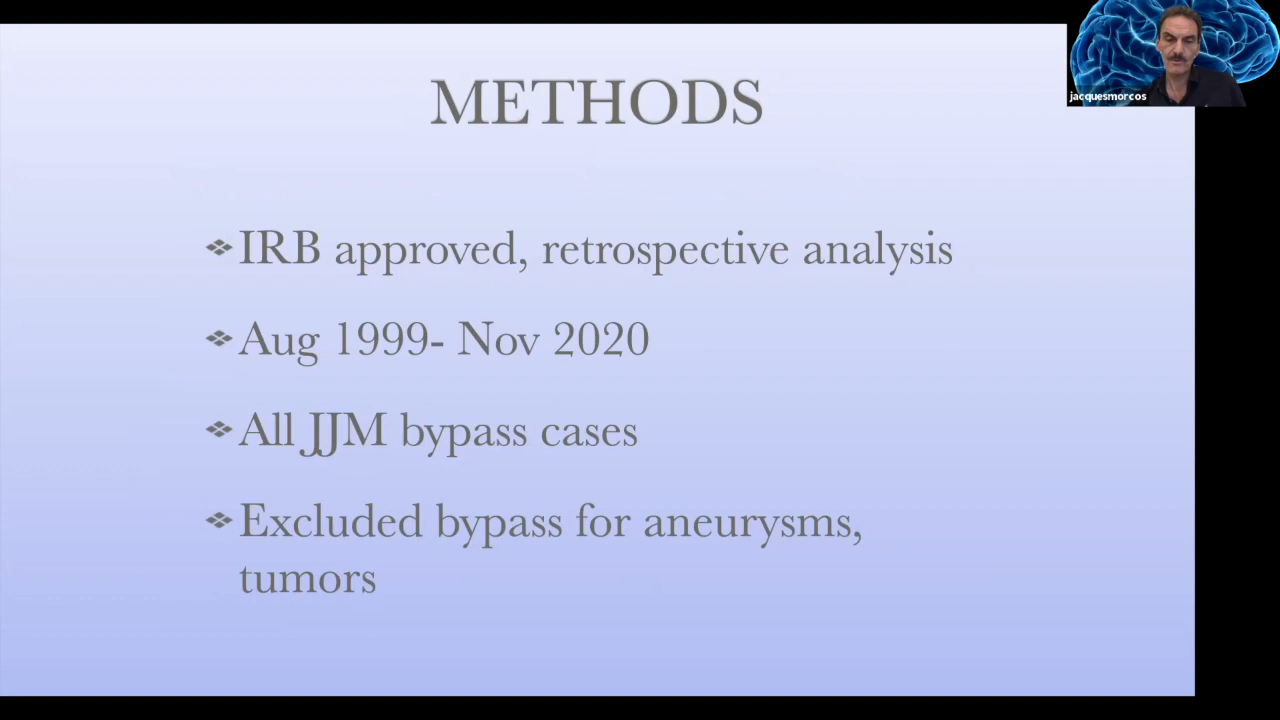 METHODS
jacquesmorcos
IRB approved, retrospective analysis
Aug 1999- Nov 2020
All JJM bypass cases
Excluded bypass for aneurysms,
tumors